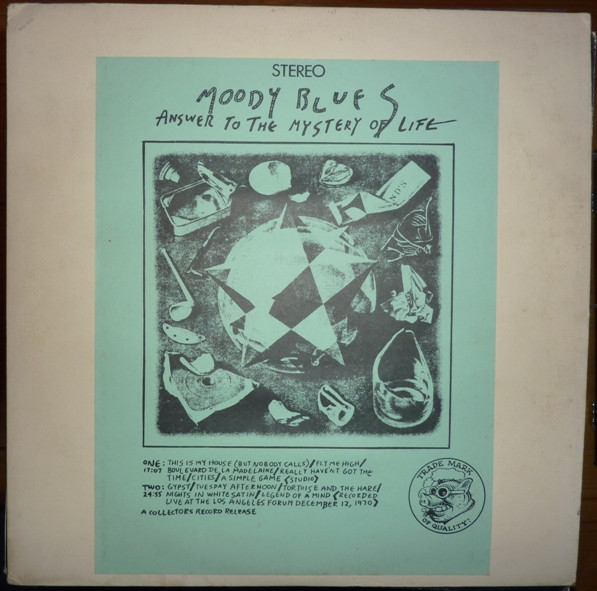 STEREO
MOODY BLUES
ANSWER TO THE MYSTERY OF LIFE
ND'S
ONE: THIS IS MY HOUSE (BUT NOBODY CALLS)/FLY ME HIGH/
17:07 BOULEVARD DE LA MADELAINE/REALLY HAVEN'T GOT THE
TIME/CITIES/A SIMPLE GAME (STUDIO)
TWO: GYPSY/TUESDAY AFTERNOON/TORTOISE AND THE HARE/
24:55 NIGHTS IN WHITE SATIN/LEGEND OF A MIND (RECORDED
LIVE AT THE LOS ANGELES FORUM DECEMBER 12, 1970)
A COLLECTORS RECORD RELEASE
TRADE MARK
OF QUALITY!